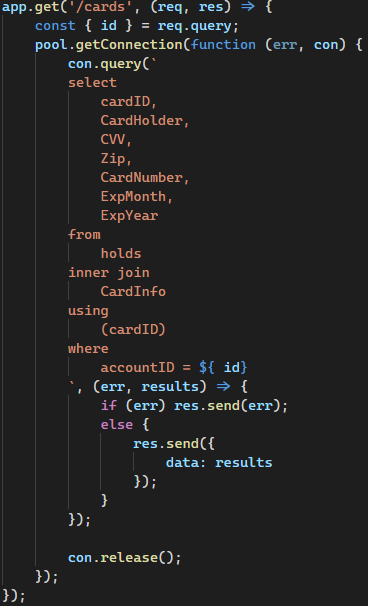 app.get('/cards', (req, res) => {
    const { id } = req.query;
    pool.getConnection(function (err, con) {
        con.query(`
        select
            cardID,
            CardHolder,
            CVV,
            Zip,
            CardNumber,
            ExpMonth,
            ExpYear
        from
            holds
        inner join
            CardInfo
        using
            (cardID)
        where
            accountID = ${ id}
        `, (err, results) => {
            if (err) res.send(err);
            else {
                res.send({
                    data: results
                });
            }
        });

        con.release();
    });
});